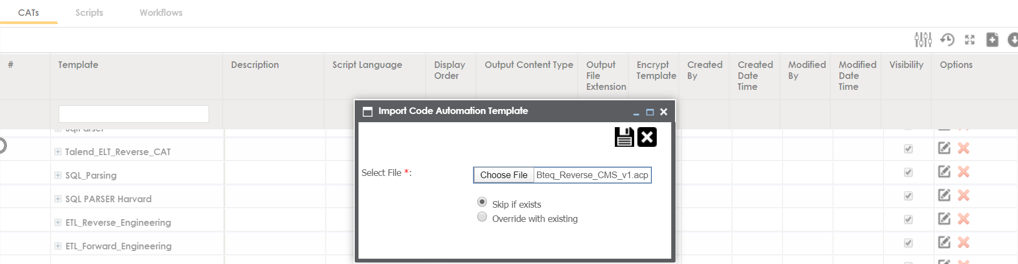 CATs Scripts Workflows
# Template Description Script Language Display Order Output Content Type Output File Extension Encrypt Template Created By Created Date Time Modified By Modified Date Time Visibility Options
Import Code Automation Template
SqlParser
Talend_ELT_Reverse_CAT
SQL_Parsing
Select File *: Choose File Bteq_Reverse_CMS_v1.acp
SQL PARSER Harvard
Skip if exists
ETL_Reverse_Engineering
Override with existing
ETL_Forward_Engineering